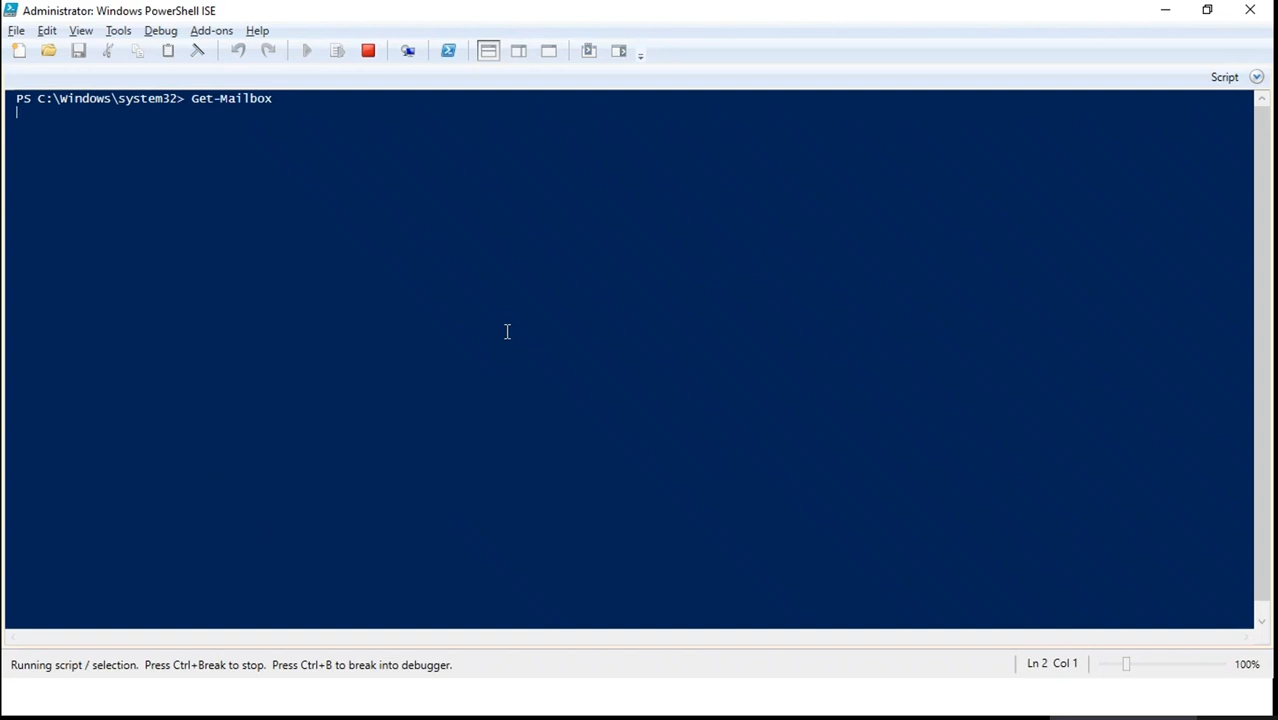 Administrator: Windows PowerShell ISE
File Edit View Tools Debug Add-ons Help
Script
PS C:\Windows\system32> Get-Mailbox
Running script / selection. Press Ctrl+Break to stop. Press Ctrl+B to break into debugger.
Ln 2 Col 1
100%